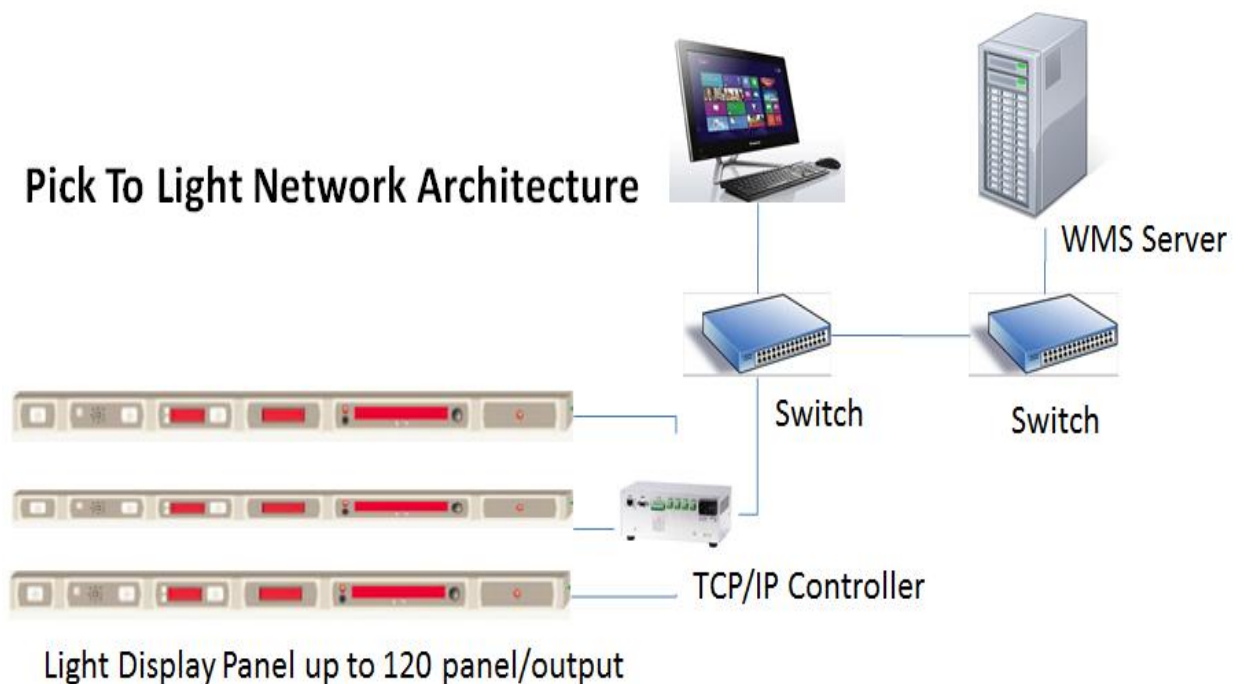 Pick To Light Network Architecture
WMS Server
Switch
Switch
TCP/IP Controller
Light Display Panel up to 120 panel/output